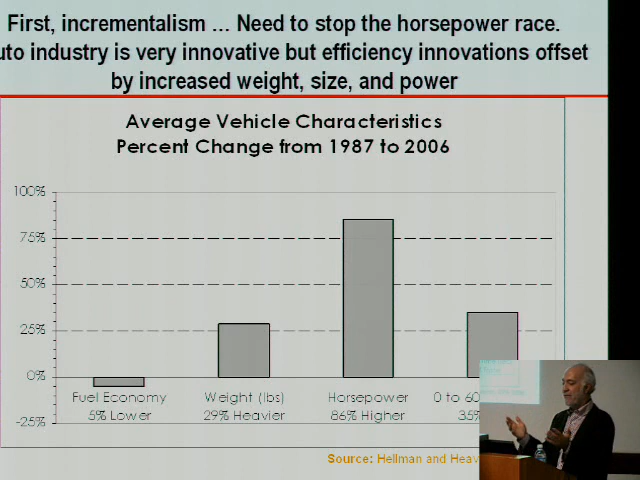 First, incrementalism ... Need to stop the horsepower race.
uto industry is very innovative but efficiency innovations offset
by increased weight, size, and power
Average Vehicle Characteristics
Percent Change from 1987 to 2006
100%
75%
50%
25%
0%
-25%
Fuel Economy Weight (lbs) Horsepower 0 to 60
5% Lower 29% Heavier 86% Higher 35%
Source: Hellman and Heav